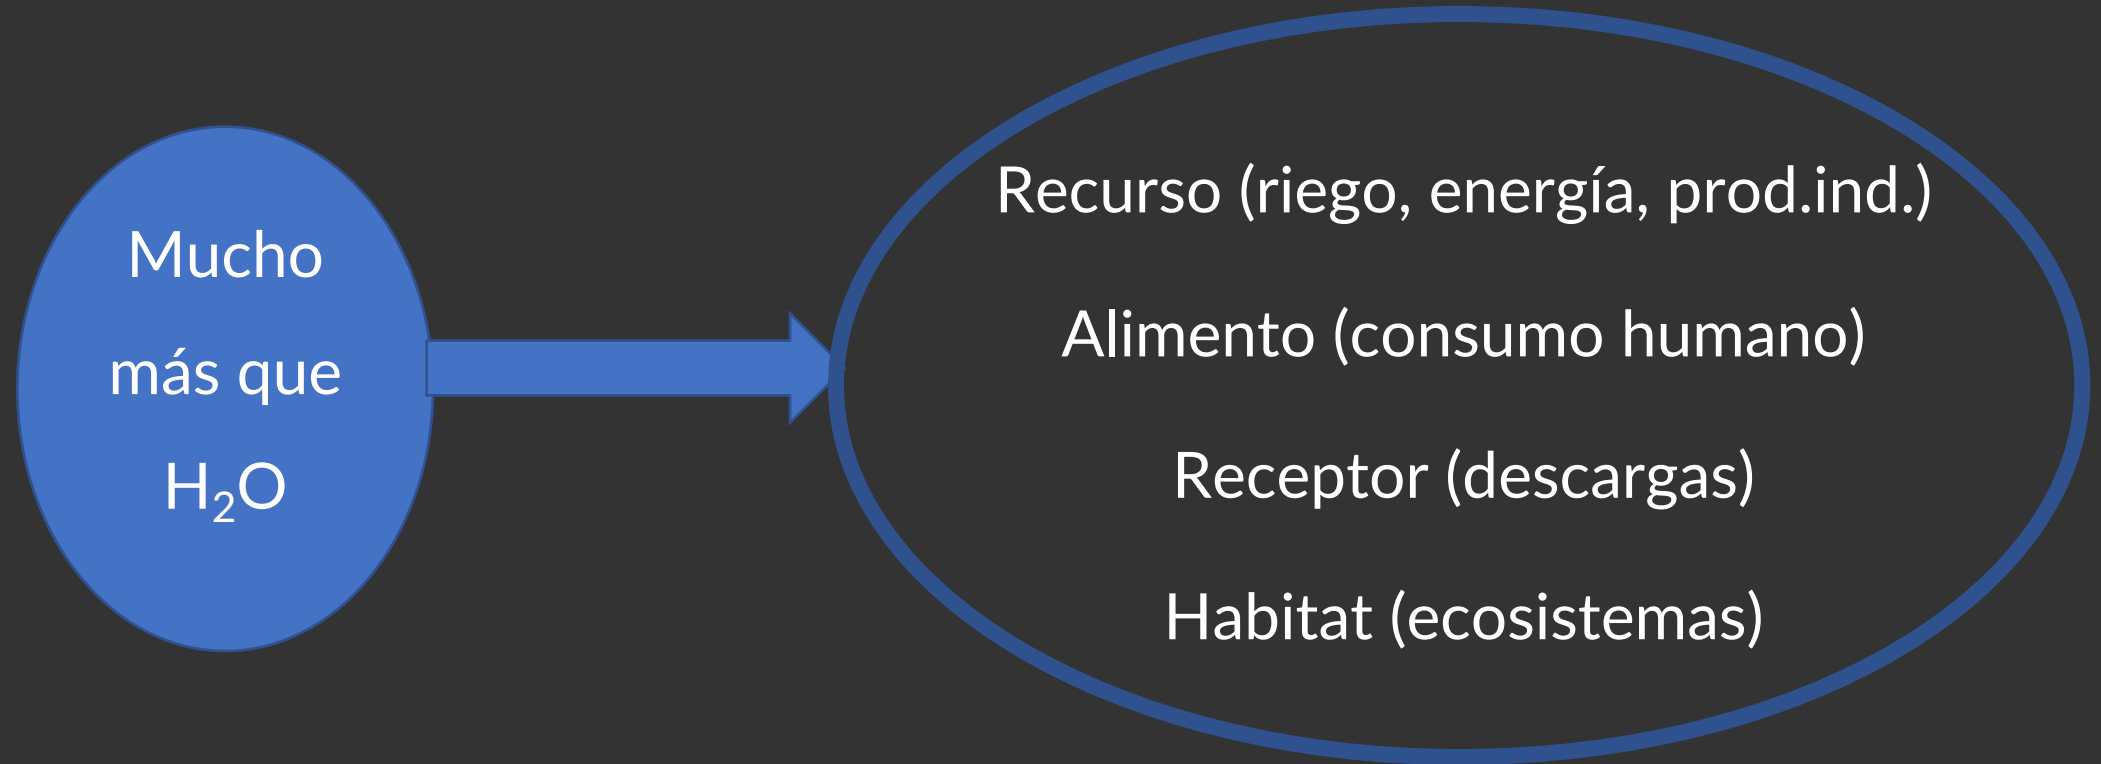 Mucho
más que
H₂O
Recurso (riego, energía, prod.ind.)
Alimento (consumo humano)
Receptor (descargas)
Habitat (ecosistemas)